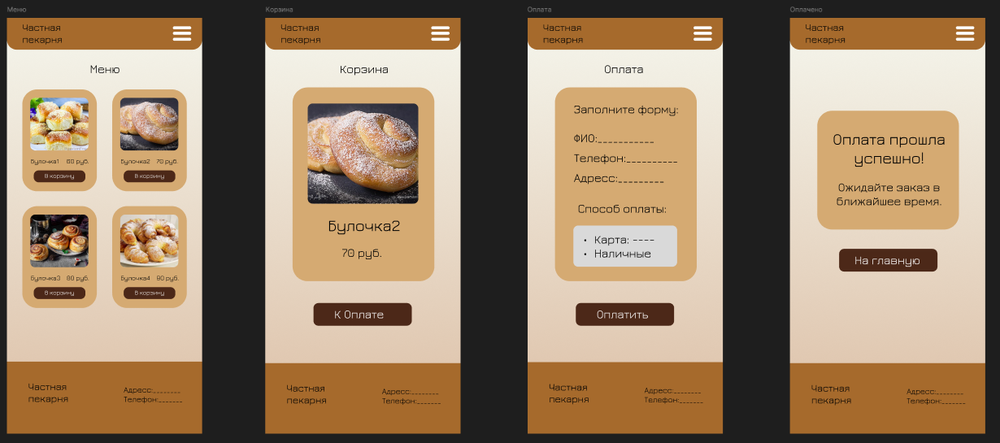 Меню
Частная
пекарня
Меню
Булочка1 60 руб.
В корзину
Булочка2 70 руб.
В корзину
Булочка3 80 руб.
В корзину
Булочка4 90 руб.
В корзину
Частная
пекарня
Адресс:_______
Телефон:______
Корзина
Частная
пекарня
Корзина
Булочка2
70 руб.
К Оплате
Частная
пекарня
Адресс:_______
Телефон:______
Оплата
Частная
пекарня
Оплата
Заполните форму:
ФИО:__________
Телефон:_________
Адресс:________
Способ оплаты:
• Карта: ----
• Наличные
Оплатить
Частная
пекарня
Адресс:_______
Телефон:______
Оплачено
Частная
пекарня
Оплата прошла
успешно!
Ожидайте заказ в
ближайшее время.
На главную
Частная
пекарня
Адресс:_______
Телефон:______